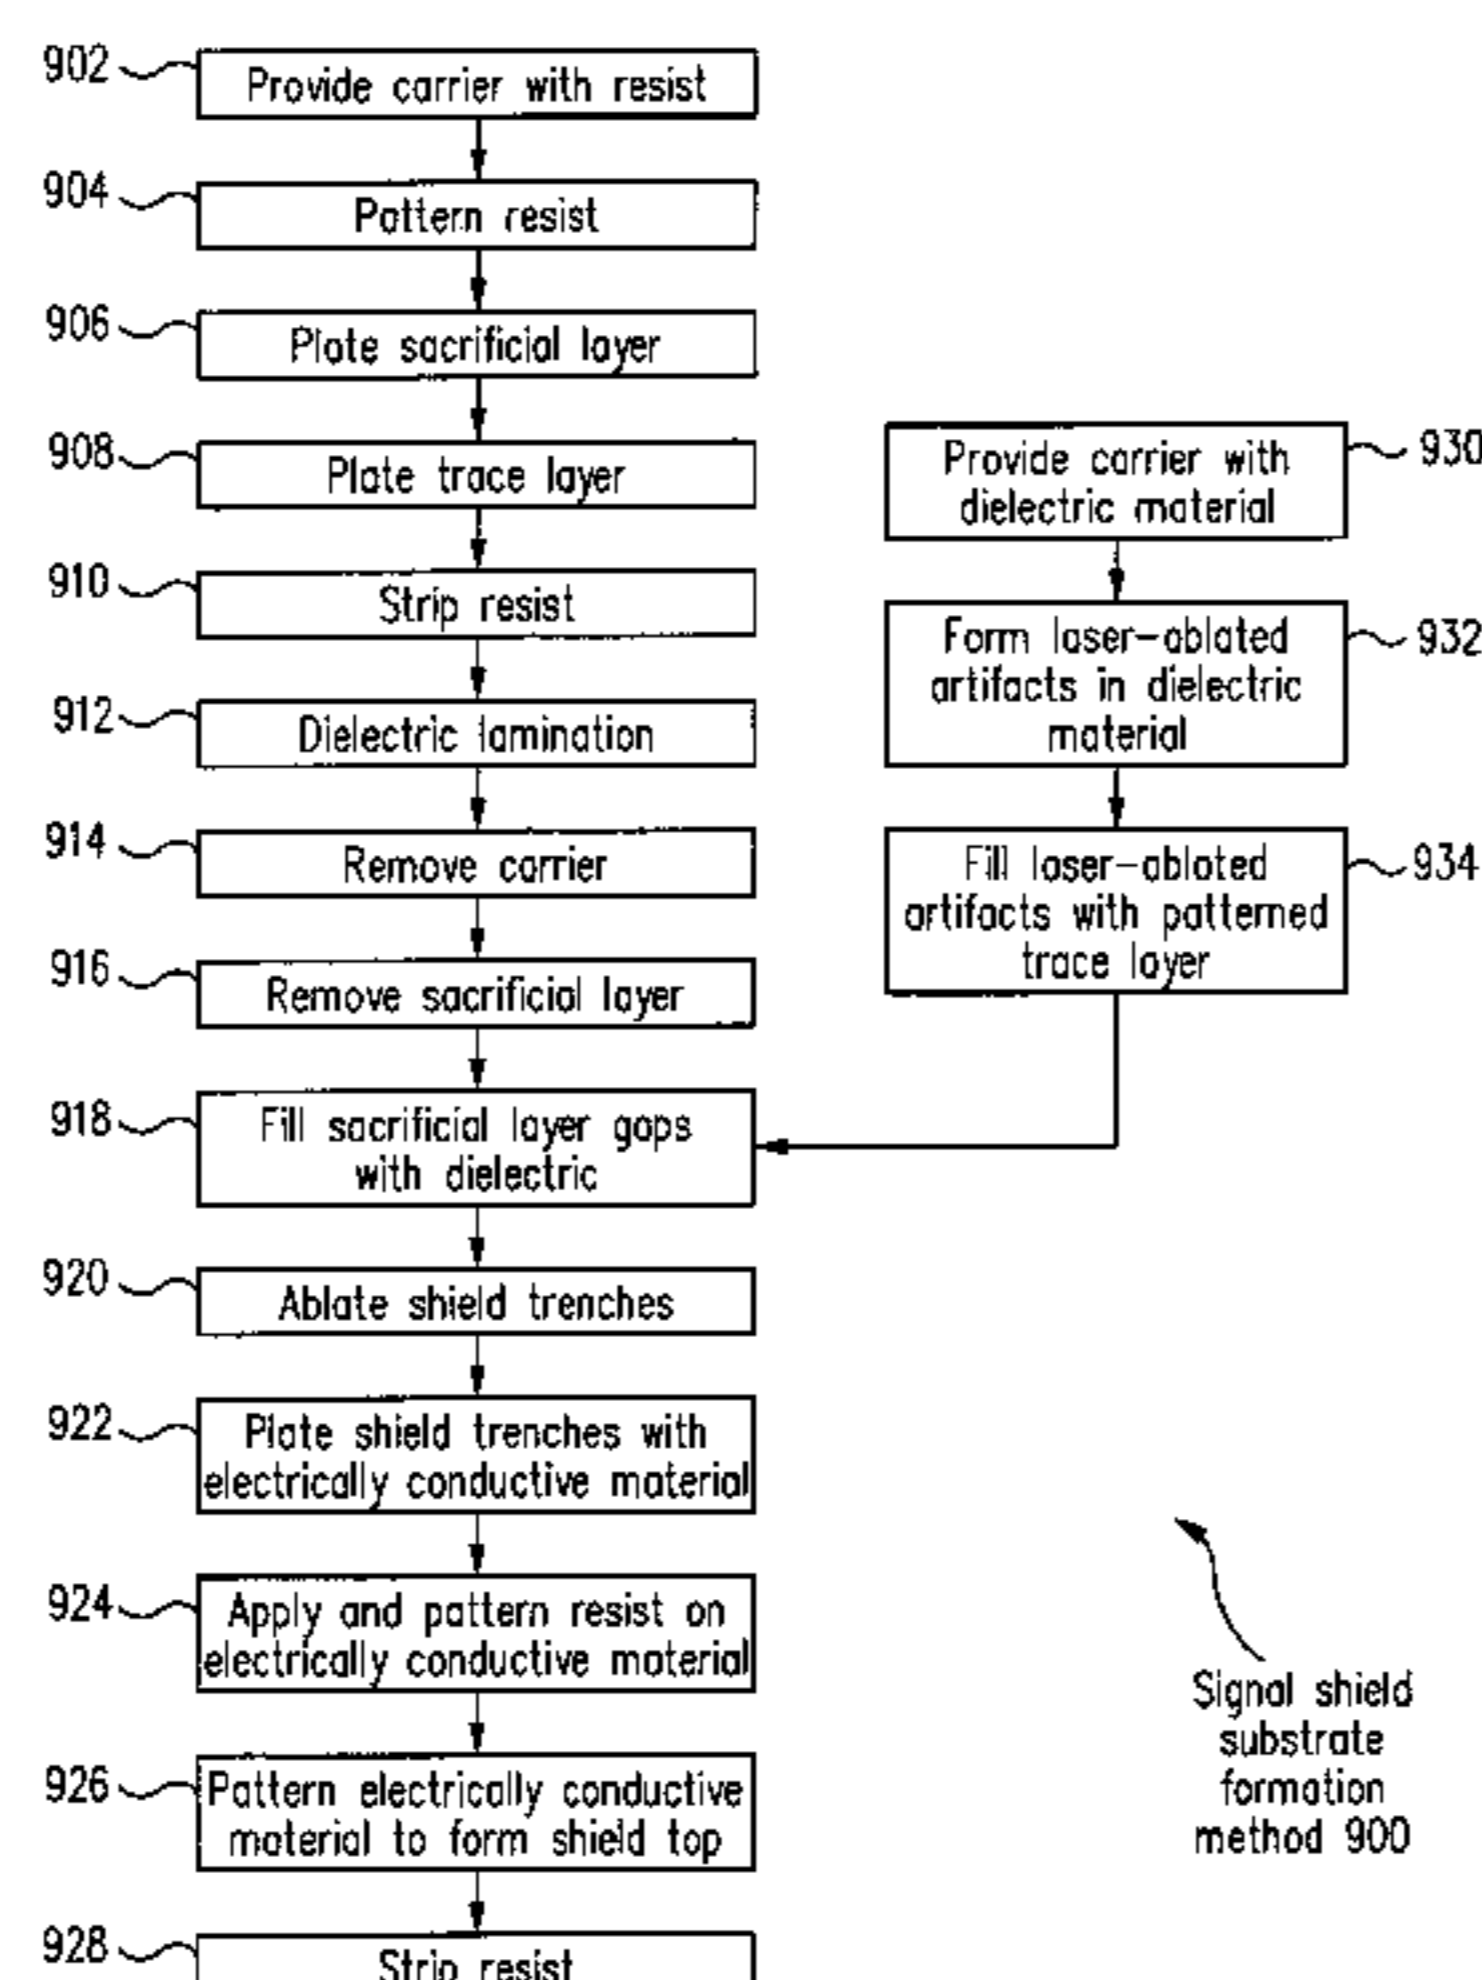 902
Provide carrier with resist
904
Pattern resist
906
Plate sacrificial layer
908
Plate trace layer
910
Strip resist
912
Dielectric lamination
914
Remove carrier
916
Remove sacrificial layer
918
Fill sacrificial layer gaps
with dielectric
920
Ablate shield trenches
922
Plate shield trenches with
electrically conductive material
924
Apply and pattern resist on
electrically conductive material
926
Pattern electrically conductive
material to form shield top
928
Strip resist
930
Provide carrier with
dielectric material
932
Form laser-ablated
artifacts in dielectric
material
934
Fill laser-ablated
artifacts with patterned
trace layer
Signal shield
substrate
formation
method 900